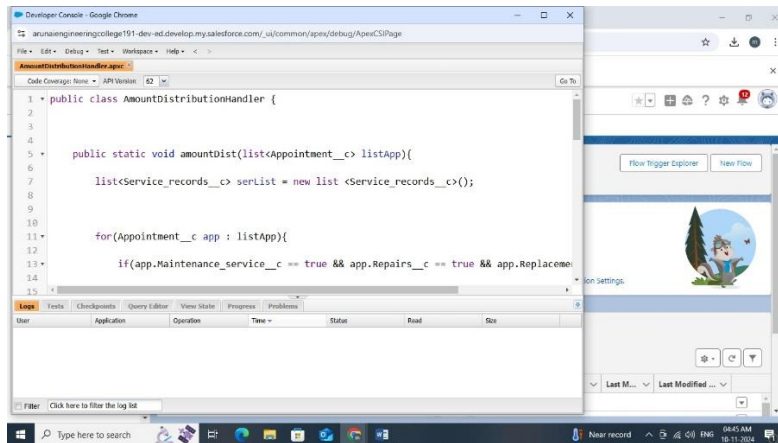 Developer Console - Google Chrome
arunaiengineeringcollege191-dev-ed.develop.my.salesforce.com/_ui/common/apex/debug/ApexCSIPage
File Edit Debug Test Workspace Help < >
AmountDistributionHandler.apxc
Code Coverage: None API Version: 62 Go To
1 public class AmountDistributionHandler {
2
3
4
5 public static void amountDist(list<Appointment__c> listApp){
6
7 list<Service_records__c> serList = new list <Service_records__c>();
8
9
10
11 for(Appointment__c app : listApp){
12
13 if(app.Maintenance_service__c == true && app.Repairs__c == true && app.Replaceme
14
15
Logs Tests Checkpoints Query Editor View State Progress Problems
User Application Operation Time Status Read Size
Filter Click here to filter the log list
12
Flow Trigger Explorer New Flow
ion Settings.
Last M... Last Modified ...
Type here to search
Near record ENG 04:45 AM
10-11-2024